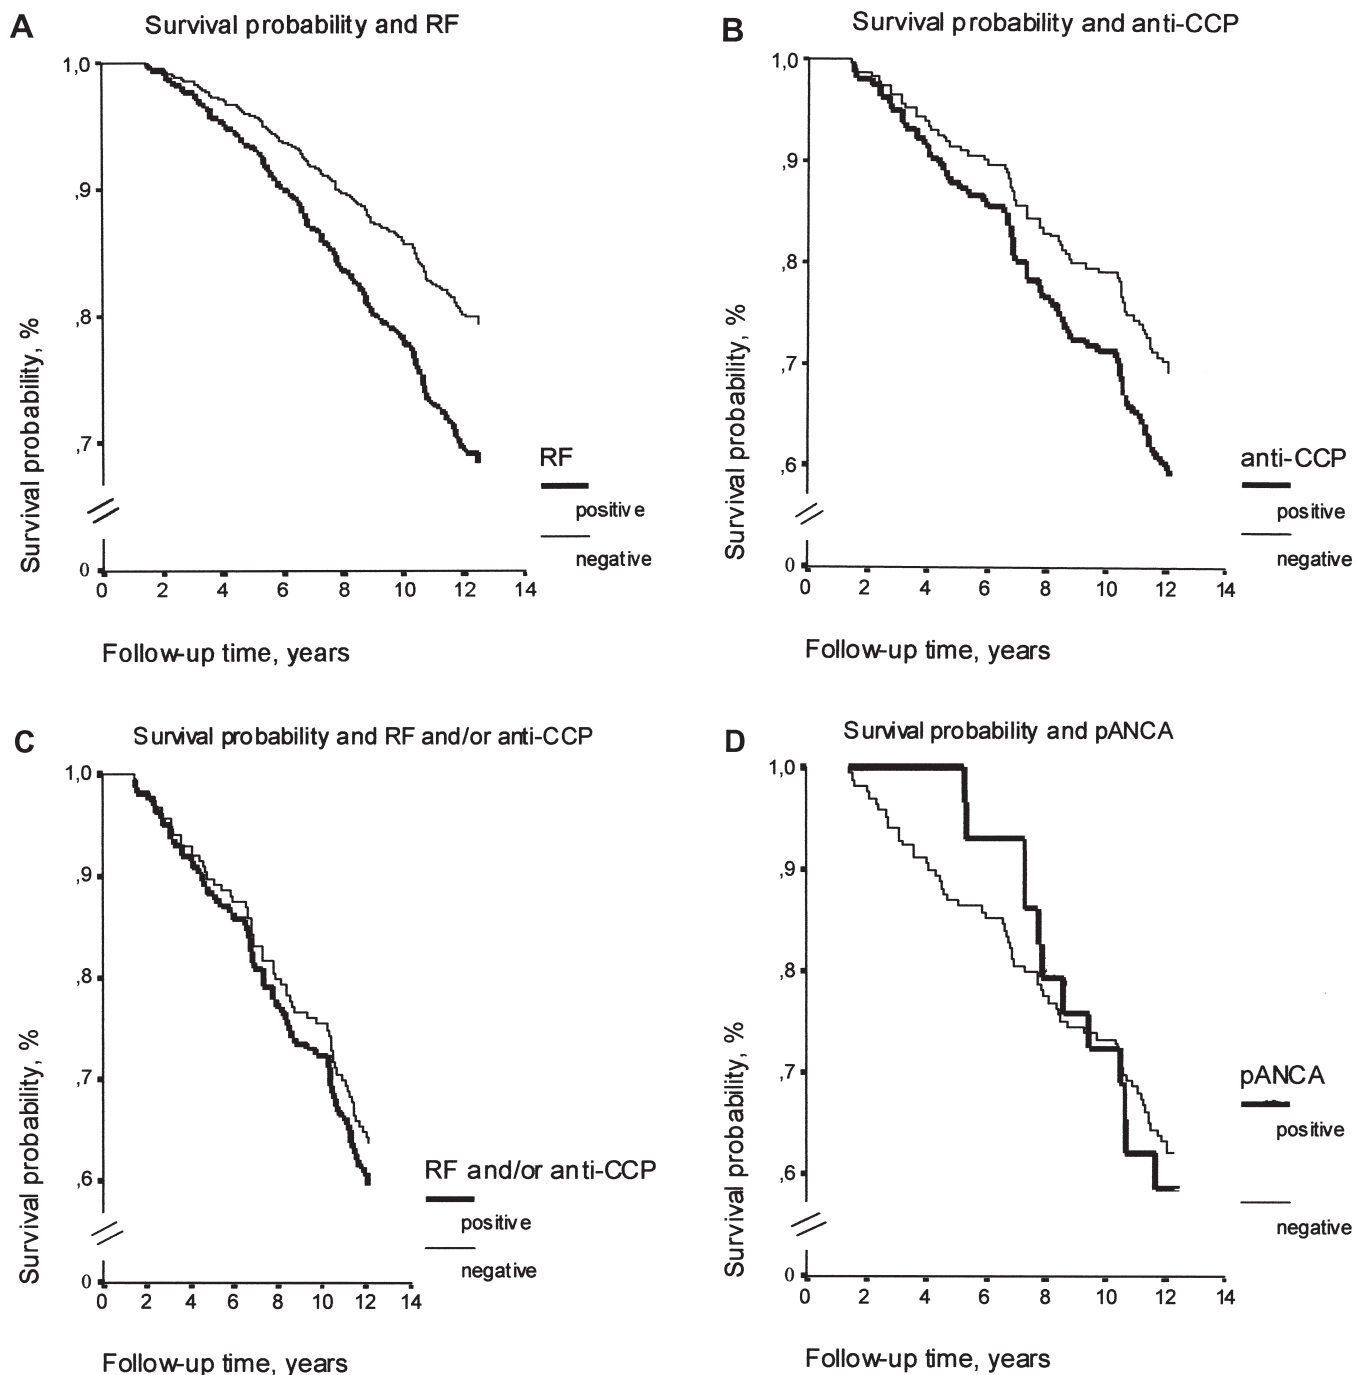 A
Survival probability and RF
1,0
,9
,8
,7
0
Survival probability, %
0 2 4 6 8 10 12 14
Follow-up time, years
RF
positive
negative
B
Survival probability and anti-CCP
1,0
,9
,8
,7
,6
0
Survival probability, %
0 2 4 6 8 10 12 14
Follow-up time, years
anti-CCP
positive
negative
C
Survival probability and RF and/or anti-CCP
1,0
,9
,8
,7
,6
0
Survival probability, %
0 2 4 6 8 10 12 14
Follow-up time, years
RF and/or anti-CCP
positive
negative
D
Survival probability and pANCA
1,0
,9
,8
,7
,6
0
Survival probability, %
0 2 4 6 8 10 12 14
Follow-up time, years
pANCA
positive
negative